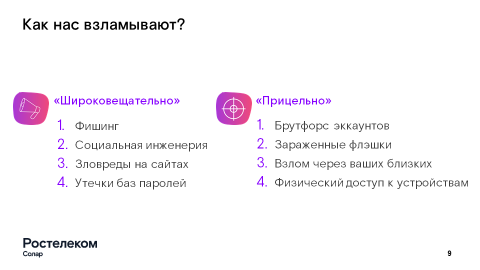 Как нас взламывают?
«Широковещательно»
1. Фишинг
2. Социальная инженерия
3. Зловреды на сайтах
4. Утечки баз паролей
«Прицельно»
1. Брутфорс эккаунтов
2. Зараженные флэшки
3. Взлом через ваших близких
4. Физический доступ к устройствам
Ростелеком
Солар
9